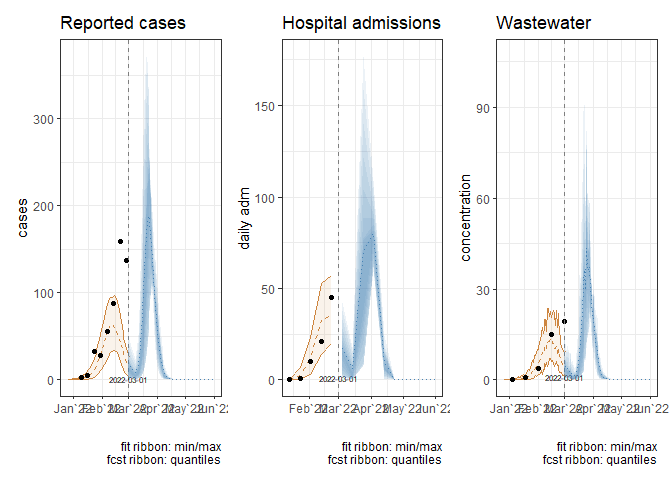 Reported cases
Hospital admissions
Wastewater
cases
300
200
100
0
2022-03-01
Jan'22 Feb'22 Mar'22 Apr'22 May'22 Jun'22
daily adm
150
100
50
0
2022-03-01
Feb'22 Mar'22 Apr'22 May'22 Jun'22
concentration
90
60
30
0
2022-03-01
Jan'22 Feb'22 Mar'22 Apr'22 May'22 Jun'22
fit ribbon: min/max
fcst ribbon: quantiles
fit ribbon: min/max
fcst ribbon: quantiles
fit ribbon: min/max
fcst ribbon: quantiles